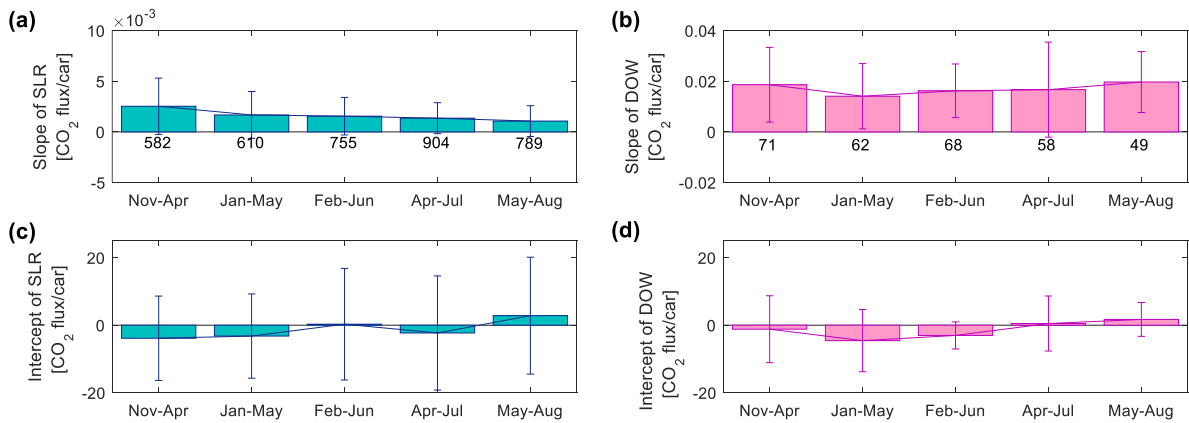 (a)
×10⁻³
10
5
0
-5
Slope of SLR
[CO₂ flux/car]
582 610 755 904 789
Nov-Apr Jan-May Feb-Jun Apr-Jul May-Aug
(b)
0.04
0.02
0
-0.02
Slope of DOW
[CO₂ flux/car]
71 62 68 58 49
Nov-Apr Jan-May Feb-Jun Apr-Jul May-Aug
(c)
20
0
-20
Intercept of SLR
[CO₂ flux/car]
Nov-Apr Jan-May Feb-Jun Apr-Jul May-Aug
(d)
20
0
-20
Intercept of DOW
[CO₂ flux/car]
Nov-Apr Jan-May Feb-Jun Apr-Jul May-Aug